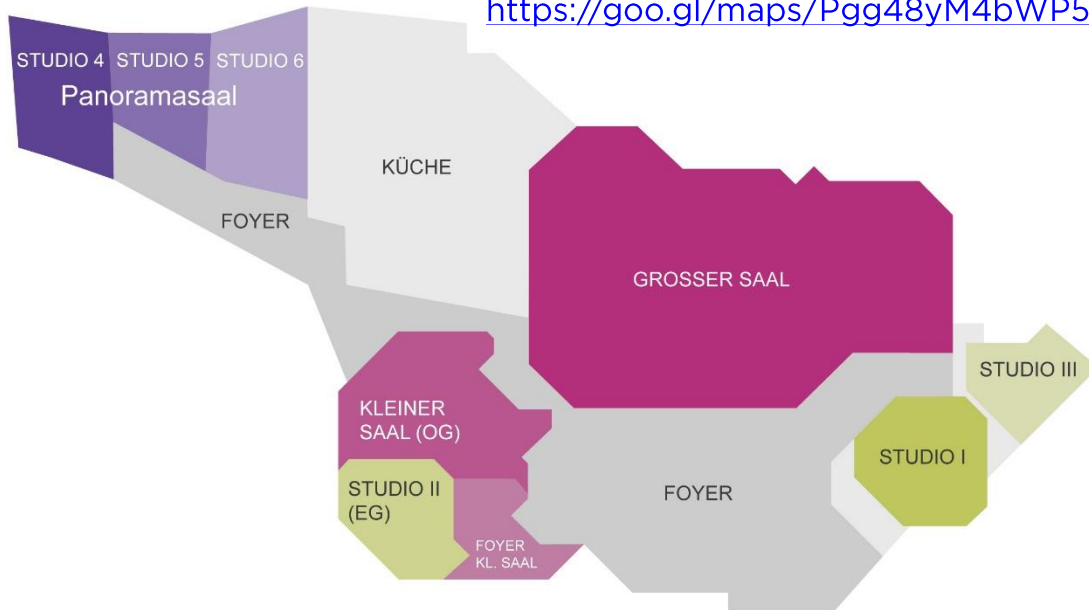 https://goo.gl/maps/Pgg48yM4bWP5
STUDIO 4 STUDIO 5 STUDIO 6
Panoramasaal
KÜCHE
FOYER
GROSSER SAAL
STUDIO III
KLEINER
SAAL (OG)
STUDIO I
STUDIO II
(EG)
FOYER
FOYER
KL. SAAL